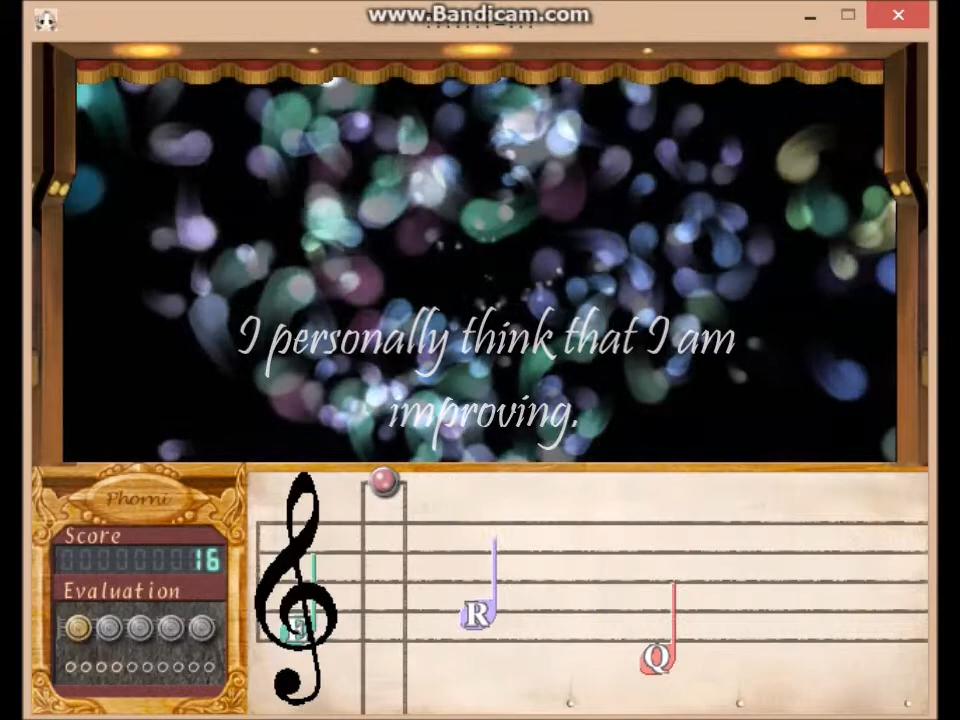 www.Bandicam.com
I personally think that I am
improving.
Phomi
Score
16
Evaluation
R
Q